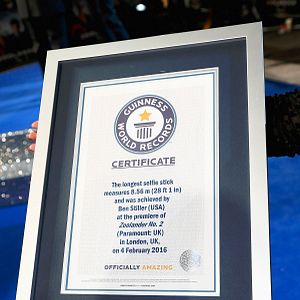 GUINNESS
WORLD
RECORDS
CERTIFICATE
The longest selfie stick
measures 8.56 m (28 ft 1 in)
and was achieved by
Ben Stiller (USA)
at the premiere of
Zoolander No. 2
(Paramount: UK)
in London, UK,
on 4 February 2016
OFFICIALLY AMAZING